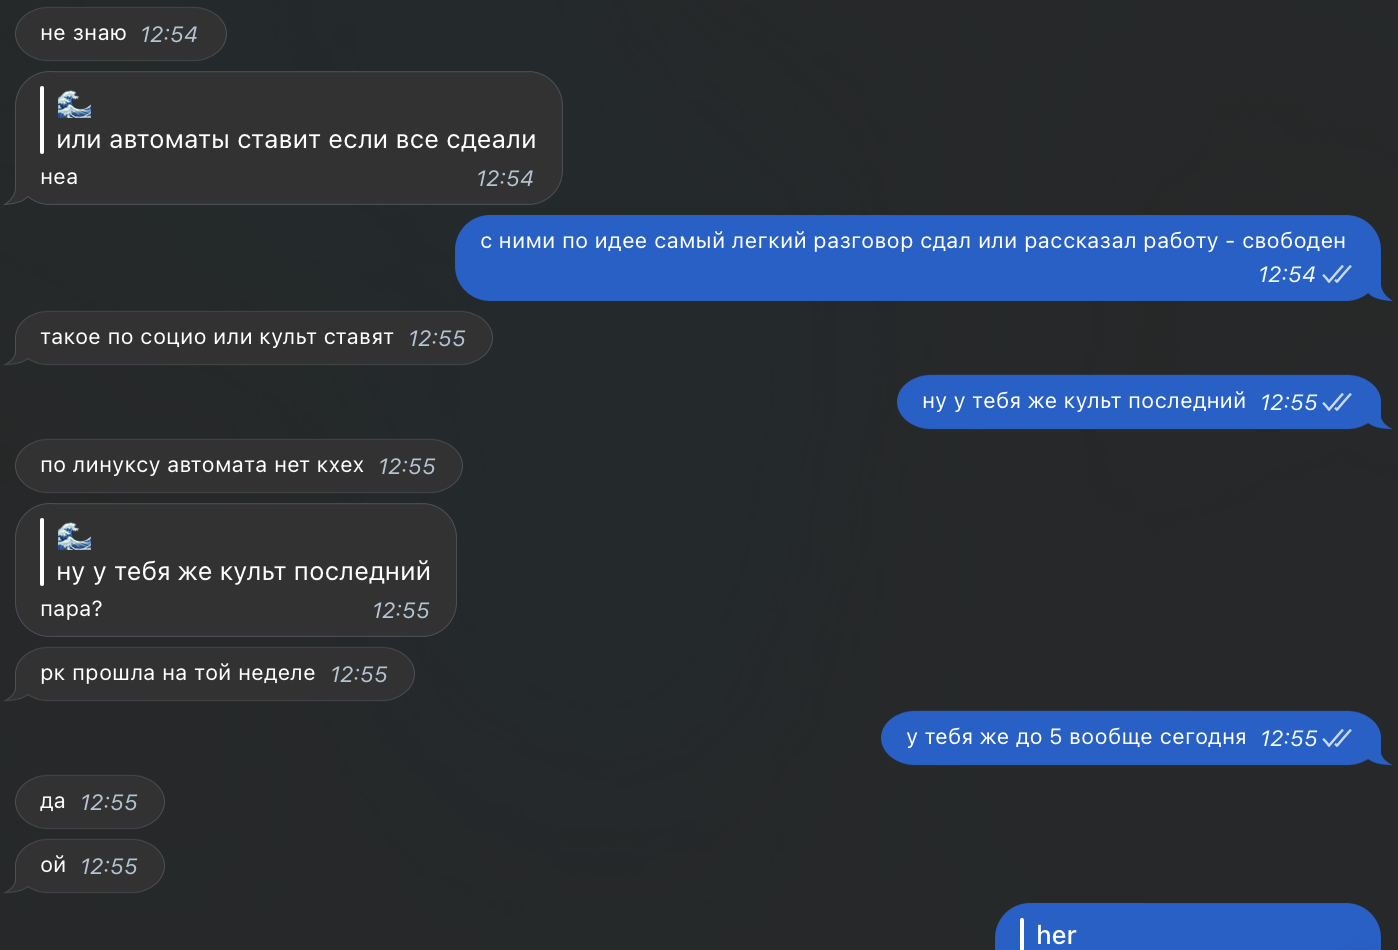 не знаю 12:54
🌊
или автоматы ставит если все сдеали
неа 12:54
с ними по идее самый легкий разговор сдал или рассказал работу - свободен
12:54
такое по социо или культ ставят 12:55
ну у тебя же культ последний 12:55
по линуксу автомата нет кхех 12:55
🌊
ну у тебя же культ последний
пара? 12:55
рк прошла на той неделе 12:55
у тебя же до 5 вообще сегодня 12:55
да 12:55
ой 12:55
her